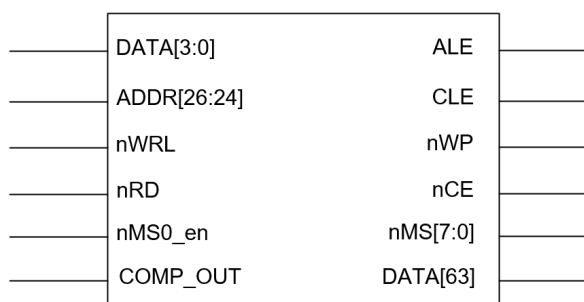 DATA[3:0] ALE
ADDR[26:24] CLE
nWRL nWP
nRD nCE
nMS0_en nMS[7:0]
COMP_OUT DATA[63]